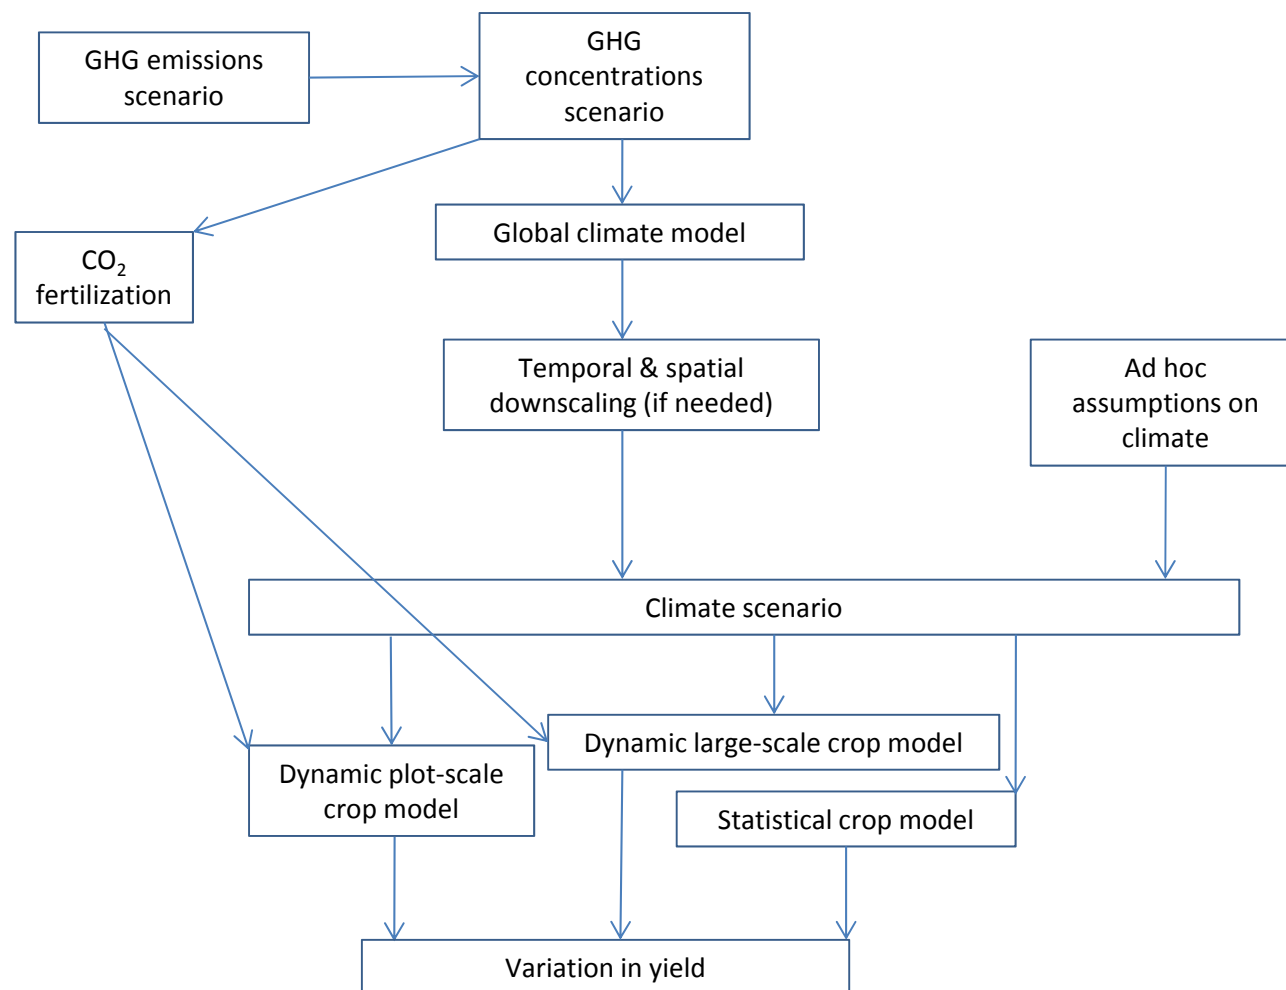 GHG emissions
scenario
GHG
concentrations
scenario
Global climate model
CO₂
fertilization
Temporal & spatial
downscaling (if needed)
Ad hoc
assumptions on
climate
Climate scenario
Dynamic large-scale crop model
Dynamic plot-scale
crop model
Statistical crop model
Variation in yield